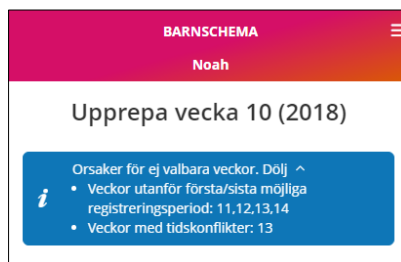 BARNSCHEMA
Noah
Upprepa vecka 10 (2018)
Orsaker för ej valbara veckor. Dölj ^
• Veckor utanför första/sista möjliga
registreringsperiod: 11,12,13,14
• Veckor med tidskonflikter: 13